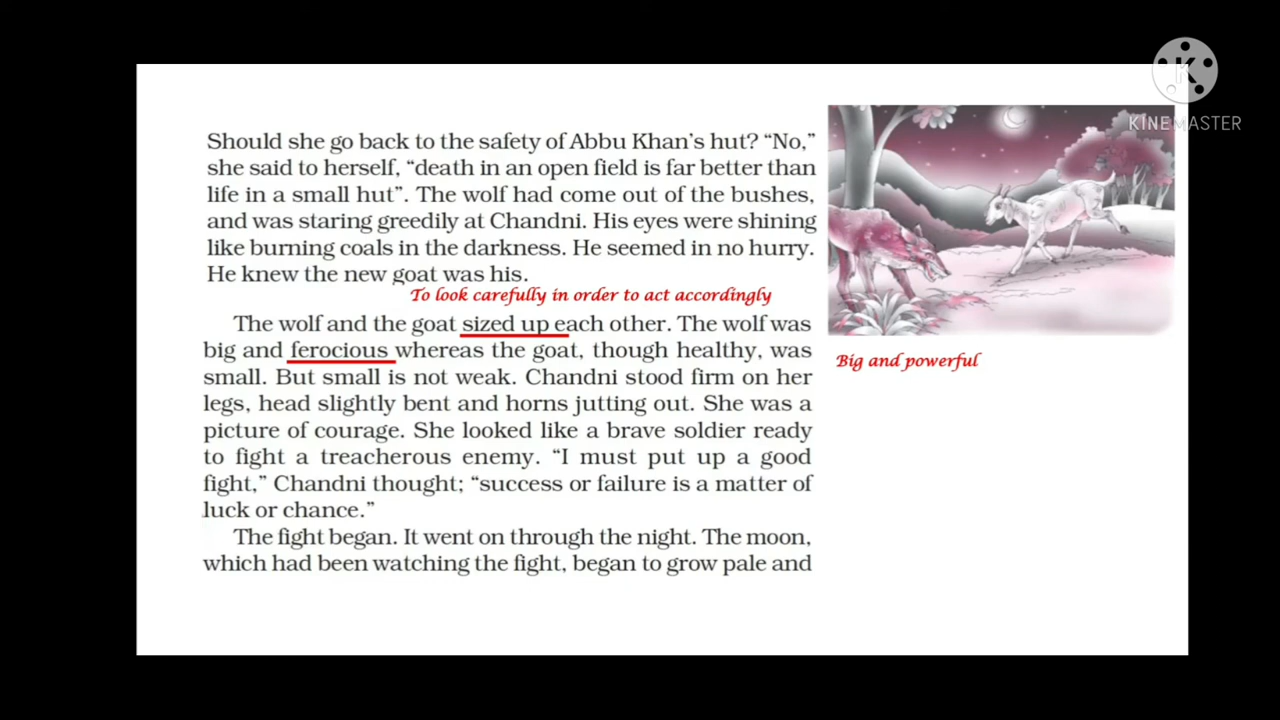 KINEMASTER
Should she go back to the safety of Abbu Khan's hut? “No,”
she said to herself, “death in an open field is far better than
life in a small hut”. The wolf had come out of the bushes,
and was staring greedily at Chandni. His eyes were shining
like burning coals in the darkness. He seemed in no hurry.
He knew the new goat was his.
To look carefully in order to act accordingly
The wolf and the goat sized up each other. The wolf was
big and ferocious whereas the goat, though healthy, was
small. But small is not weak. Chandni stood firm on her
legs, head slightly bent and horns jutting out. She was a
picture of courage. She looked like a brave soldier ready
to fight a treacherous enemy. “I must put up a good
fight,” Chandni thought; “success or failure is a matter of
luck or chance.”
The fight began. It went on through the night. The moon,
which had been watching the fight, began to grow pale and
Big and powerful